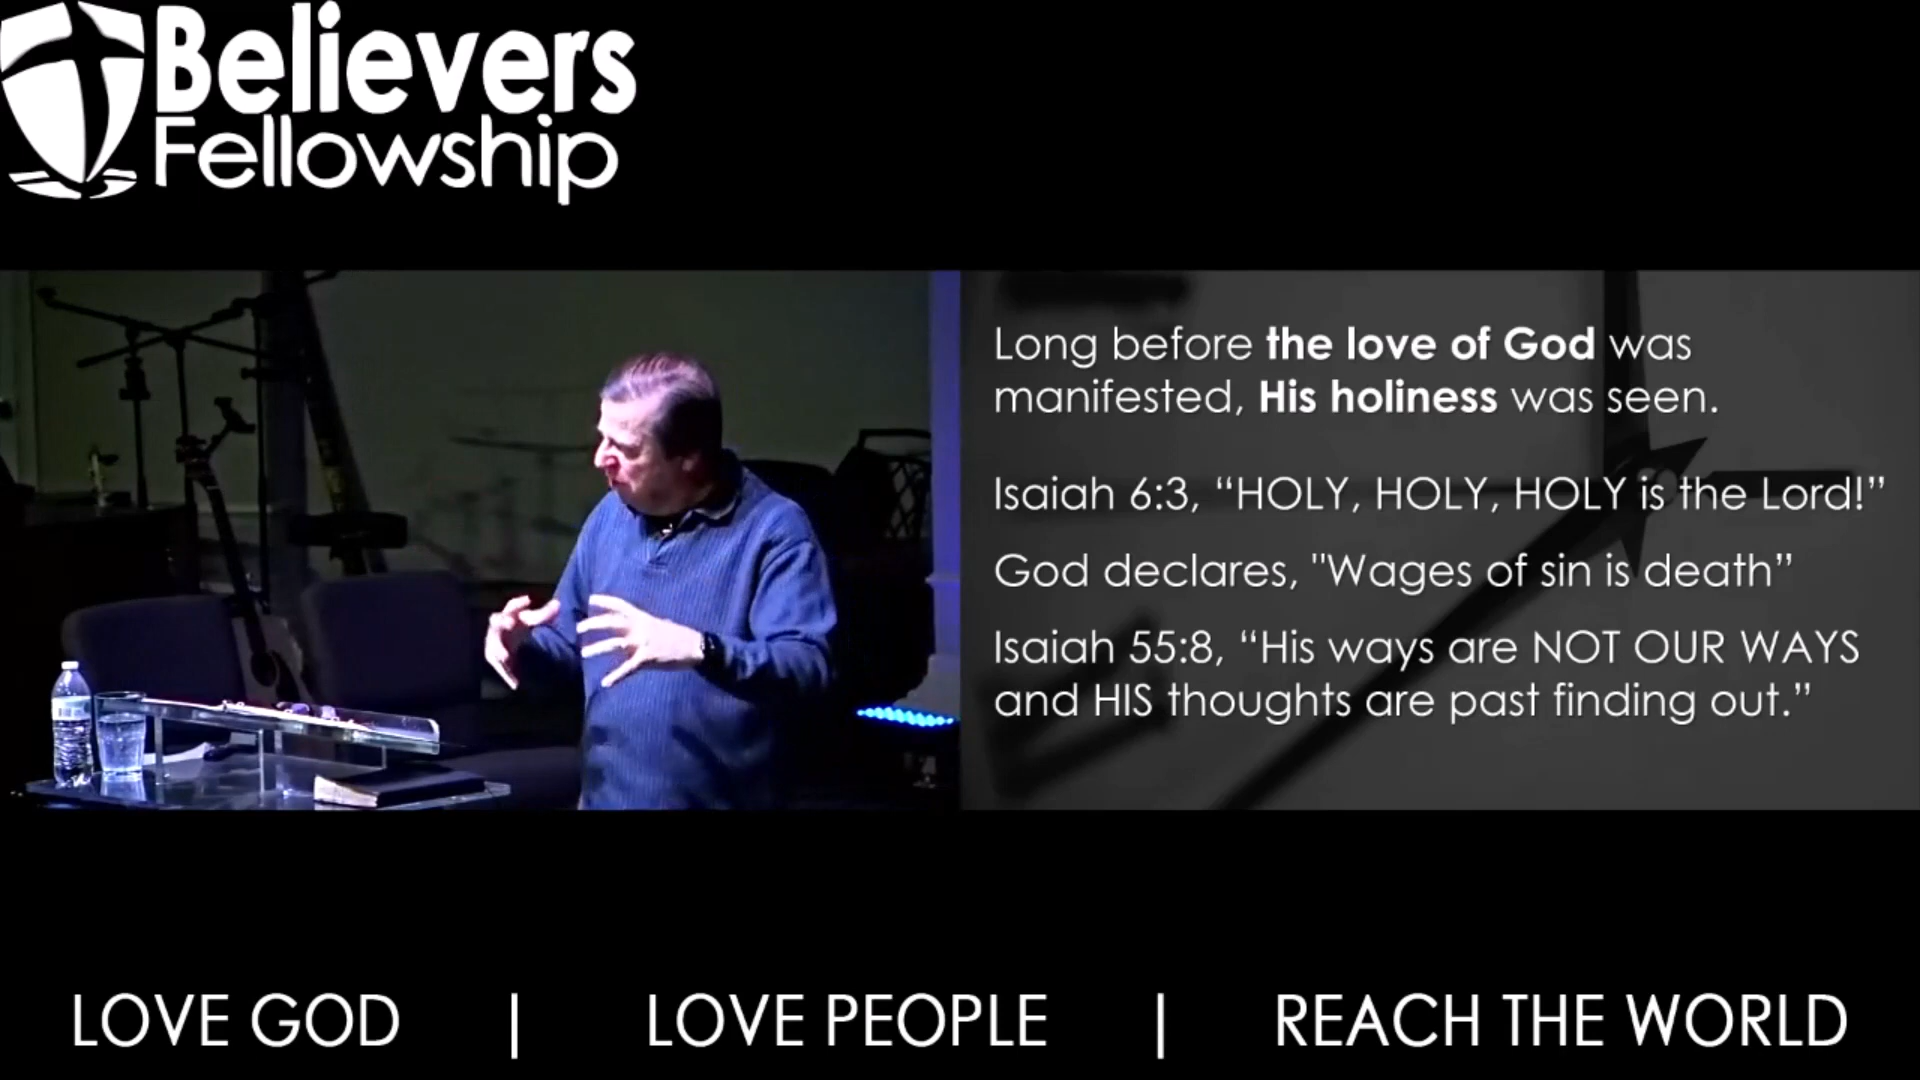 Believers
Fellowship
Long before the love of God was
manifested, His holiness was seen.
Isaiah 6:3, “HOLY, HOLY, HOLY is the Lord!”
God declares, "Wages of sin is death”
Isaiah 55:8, “His ways are NOT OUR WAYS
and HIS thoughts are past finding out.”
LOVE GOD | LOVE PEOPLE | REACH THE WORLD